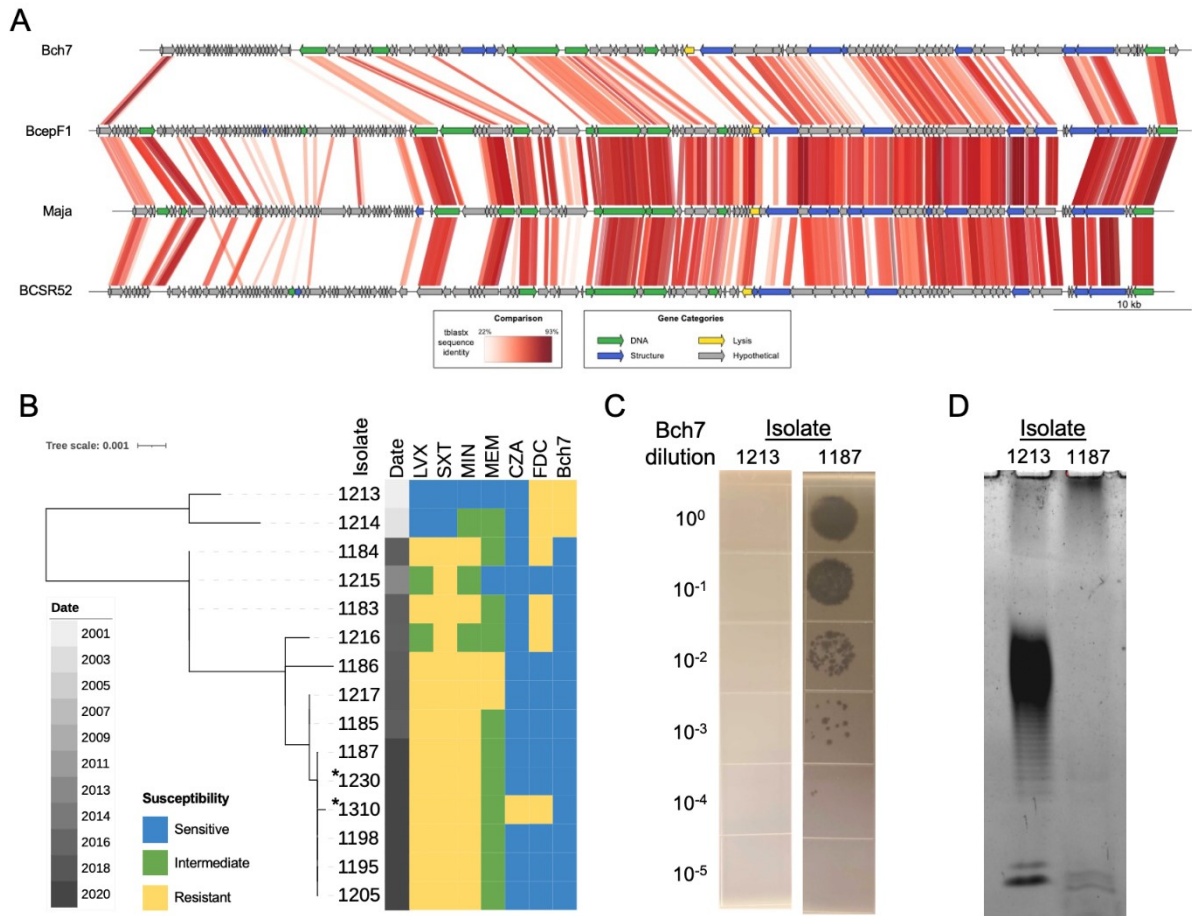 A
Bch7
BcepF1
Maja
BCSR52
10 kb
Comparison
tblastx
sequence
identity
22%
93%
Gene Categories
DNA
Lysis
Structure
Hypothetical
B
Tree scale: 0.001
Isolate
Date
LVX
SXT
MIN
MEM
CZA
FDC
Bch7
1213
1214
1184
1215
1183
1216
1186
1217
1185
1187
*1230
*1310
1198
1195
1205
Date
2001
2003
2005
2007
2009
2011
2013
2014
2016
2018
2020
Susceptibility
Sensitive
Intermediate
Resistant
C
Bch7
dilution
Isolate
1213 1187
10⁰
10⁻¹
10⁻²
10⁻³
10⁻⁴
10⁻⁵
D
Isolate
1213 1187